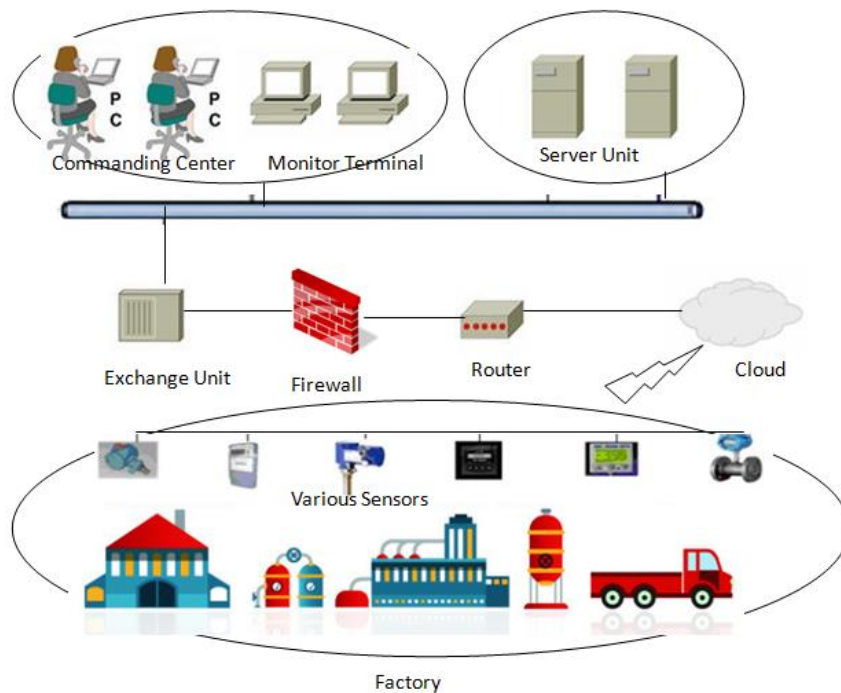 P
C
P
C
Commanding Center
Monitor Terminal
Server Unit
Exchange Unit
Firewall
Router
Cloud
Various Sensors
Factory